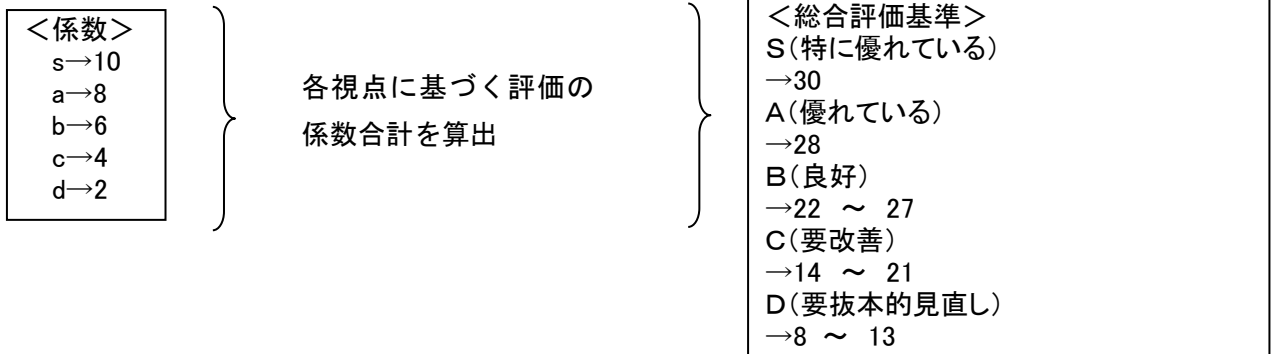 ＜係数＞
s→10
a→8
b→6
c→4
d→2
各視点に基づく評価の
係数合計を算出
＜総合評価基準＞
S（特に優れている）
→30
A（優れている）
→28
B（良好）
→22 ～ 27
C（要改善）
→14 ～ 21
D（要抜本的見直し）
→8 ～ 13